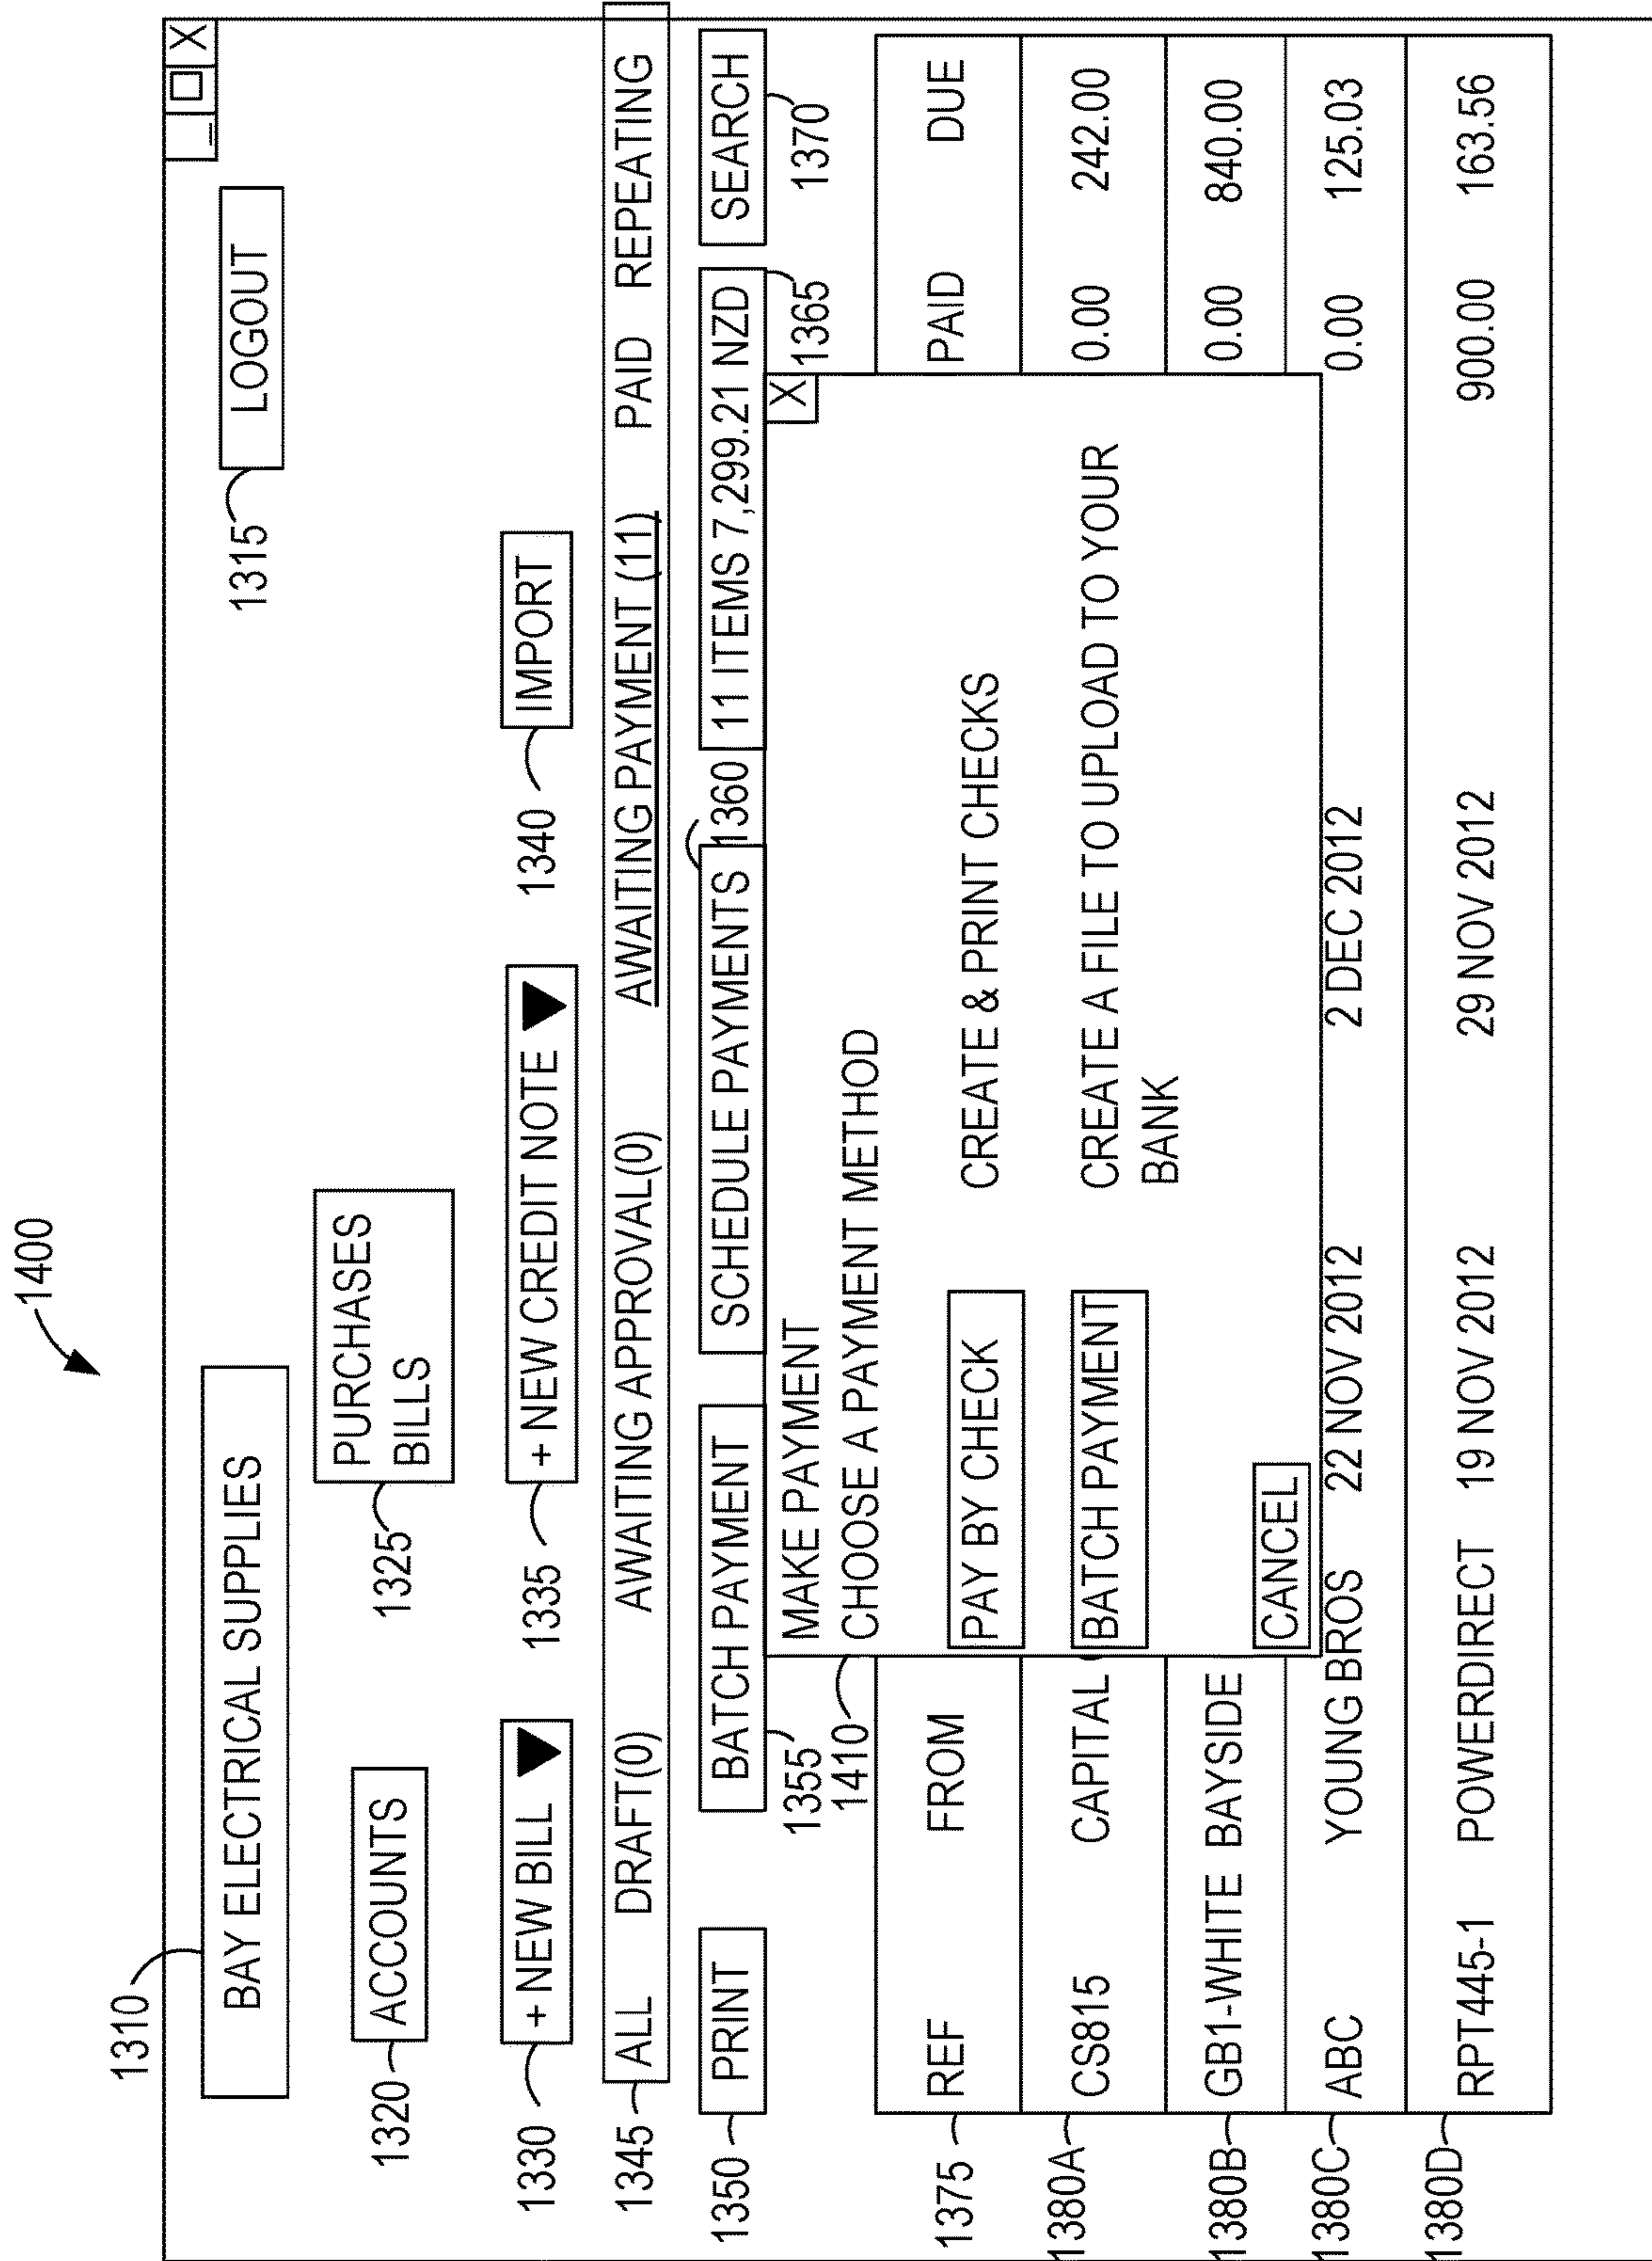 1400
1310
BAY ELECTRICAL SUPPLIES
_ X
1315 LOGOUT
1320 ACCOUNTS
1325
PURCHASES
BILLS
1330 + NEW BILL
1335 + NEW CREDIT NOTE
1340 IMPORT
1345 ALL DRAFT(0) AWAITING APPROVAL(0) AWAITING PAYMENT (11) PAID REPEATING
1350 PRINT BATCH PAYMENT SCHEDULE PAYMENTS 1360 11 ITEMS 7,299.21 NZD SEARCH
1355 MAKE PAYMENT X 1365 1370
1410 CHOOSE A PAYMENT METHOD
1375 REF FROM PAID DUE
PAY BY CHECK CREATE & PRINT CHECKS
1380A CS815 CAPITAL 0.00 242.00
BATCH PAYMENT CREATE A FILE TO UPLOAD TO YOUR
BANK
1380B GB1-WHITE BAYSIDE 0.00 840.00
CANCEL
1380C ABC YOUNG BROS 22 NOV 2012 2 DEC 2012 0.00 125.03
1380D RPT445-1 POWERDIRECT 19 NOV 2012 29 NOV 2012 900.00 163.56